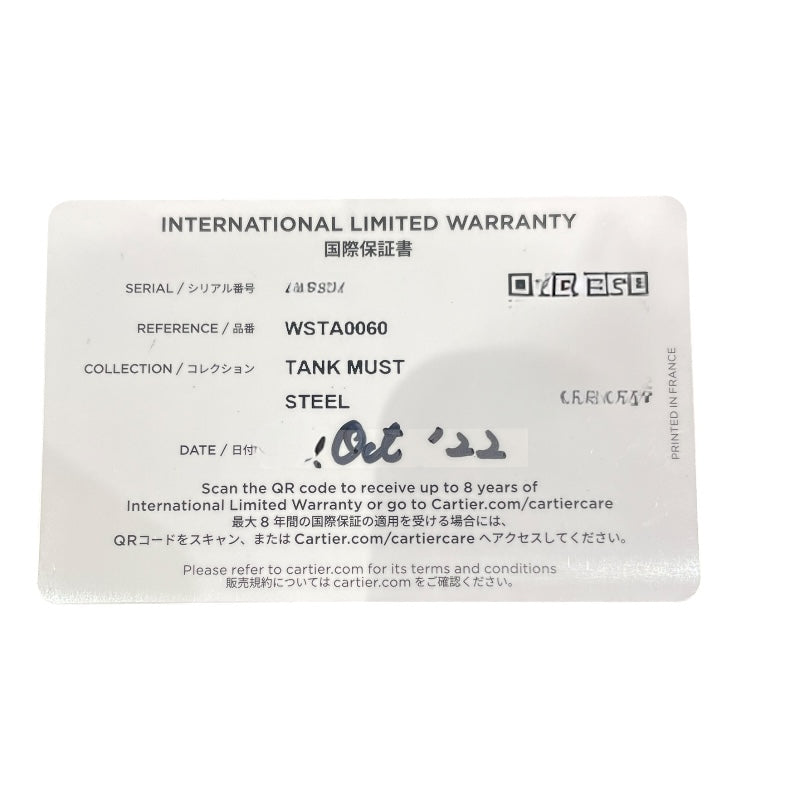 INTERNATIONAL LIMITED WARRANTY
国際保証書
SERIAL / シリアル番号
REFERENCE / 品番 WSTA0060
COLLECTION / コレクション TANK MUST
STEEL
DATE / 日付 Oct '22
PRINTED IN FRANCE
Scan the QR code to receive up to 8 years of
International Limited Warranty or go to Cartier.com/cartiercare
最大 8 年間の国際保証の適用を受ける場合には、
QRコードをスキャン、または Cartier.com/cartiercare へアクセスしてください。
Please refer to cartier.com for its terms and conditions
販売規約については cartier.com をご確認ください。